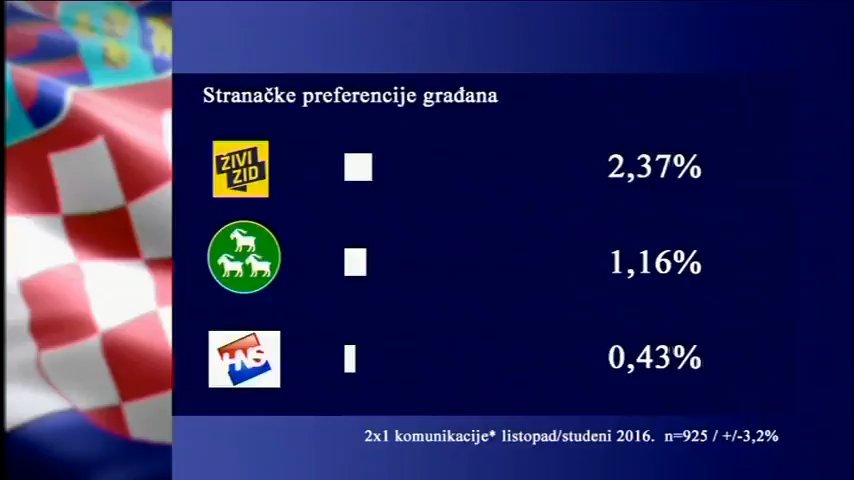 Stranačke preferencije građana
ŽIVI ZID
2,37%
1,16%
HNS
0,43%
2x1 komunikacije* listopad/studeni 2016. n=925 / +/-3,2%